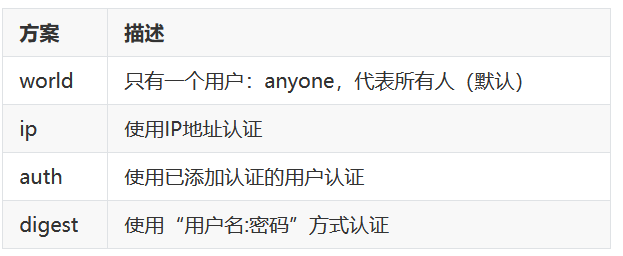 方案 描述
world 只有一个用户：anyone，代表所有人（默认）
ip 使用IP地址认证
auth 使用已添加认证的用户认证
digest 使用“用户名:密码”方式认证